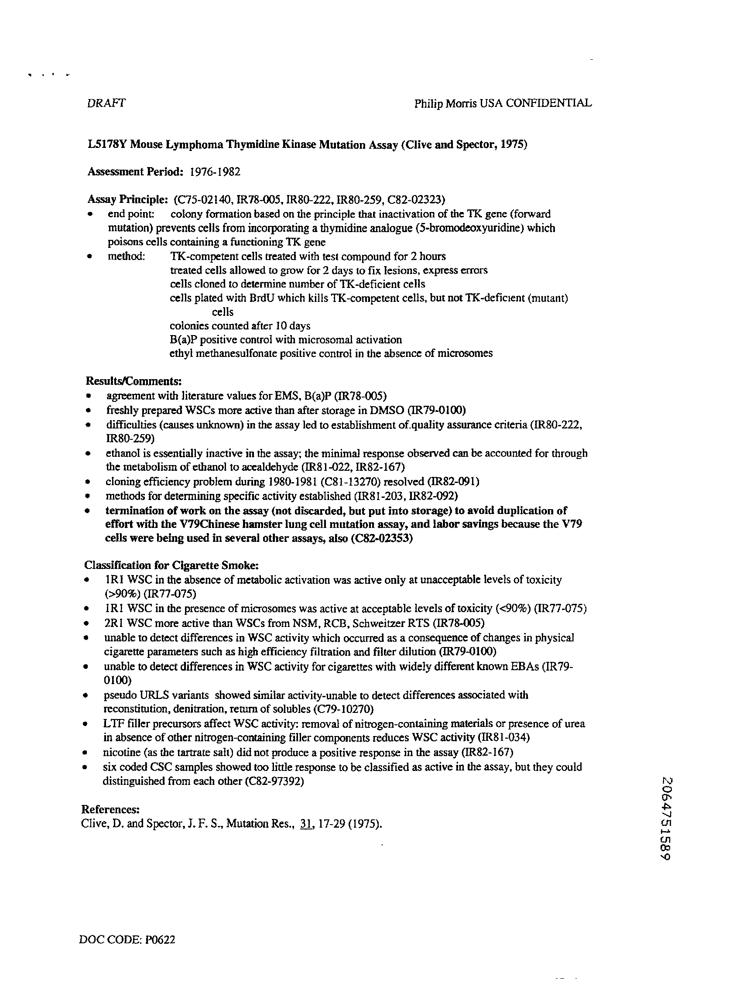 DRAFT Philip Morris USA CONFIDENTIAL
L5178Y Mouse Lymphoma Thymidine Kinase Mutation Assay (Clive and Spector, 1975)
Assessment Period: 1976-1982
Assay Principle: (C75-02140, IR78-005, IR80-222, IR80-259, C82-02323)
• end point: colony formation based on the principle that inactivation of the TK gene (forward
mutation) prevents cells from incorporating a thymidine analogue (5-bromodeoxyuridine) which
poisons cells containing a functioning TK gene
• method: TK-competent cells treated with test compound for 2 hours
treated cells allowed to grow for 2 days to fix lesions, express errors
cells cloned to determine number of TK-deficient cells
cells plated with BrdU which kills TK-competent cells, but not TK-deficient (mutant)
cells
colonies counted after 10 days
B(a)P positive control with microsomal activation
ethyl methanesulfonate positive control in the absence of microsomes
Results/Comments:
• agreement with literature values for EMS, B(a)P (IR78-005)
• freshly prepared WSCs more active than after storage in DMSO (IR79-0100)
• difficulties (causes unknown) in the assay led to establishment of quality assurance criteria (IR80-222,
IR80-259)
• ethanol is essentially inactive in the assay; the minimal response observed can be accounted for through
the metabolism of ethanol to acealdehyde (IR81-022, IR82-167)
• cloning efficiency problem during 1980-1981 (C81-13270) resolved (IR82-091)
• methods for determining specific activity established (IR81-203, IR82-092)
• termination of work on the assay (not discarded, but put into storage) to avoid duplication of
effort with the V79Chinese hamster lung cell mutation assay, and labor savings because the V79
cells were being used in several other assays, also (C82-02353)
Classification for Cigarette Smoke:
• 1R1 WSC in the absence of metabolic activation was active only at unacceptable levels of toxicity
(>90%) (IR77-075)
• 1R1 WSC in the presence of microsomes was active at acceptable levels of toxicity (<90%) (IR77-075)
• 2R1 WSC more active than WSCs from NSM, RCB, Schweitzer RTS (IR78-005)
• unable to detect differences in WSC activity which occurred as a consequence of changes in physical
cigarette parameters such as high efficiency filtration and filter dilution (IR79-0100)
• unable to detect differences in WSC activity for cigarettes with widely different known EBAs (IR79-
0100)
• pseudo URLS variants showed similar activity-unable to detect differences associated with
reconstitution, denitration, return of solubles (C79-10270)
• LTF filler precursors affect WSC activity: removal of nitrogen-containing materials or presence of urea
in absence of other nitrogen-containing filler components reduces WSC activity (IR81-034)
• nicotine (as the tartrate salt) did not produce a positive response in the assay (IR82-167)
• six coded CSC samples showed too little response to be classified as active in the assay, but they could
distinguished from each other (C82-97392)
References:
Clive, D. and Spector, J. F. S., Mutation Res., 31, 17-29 (1975).
2064751589
DOC CODE: P0622